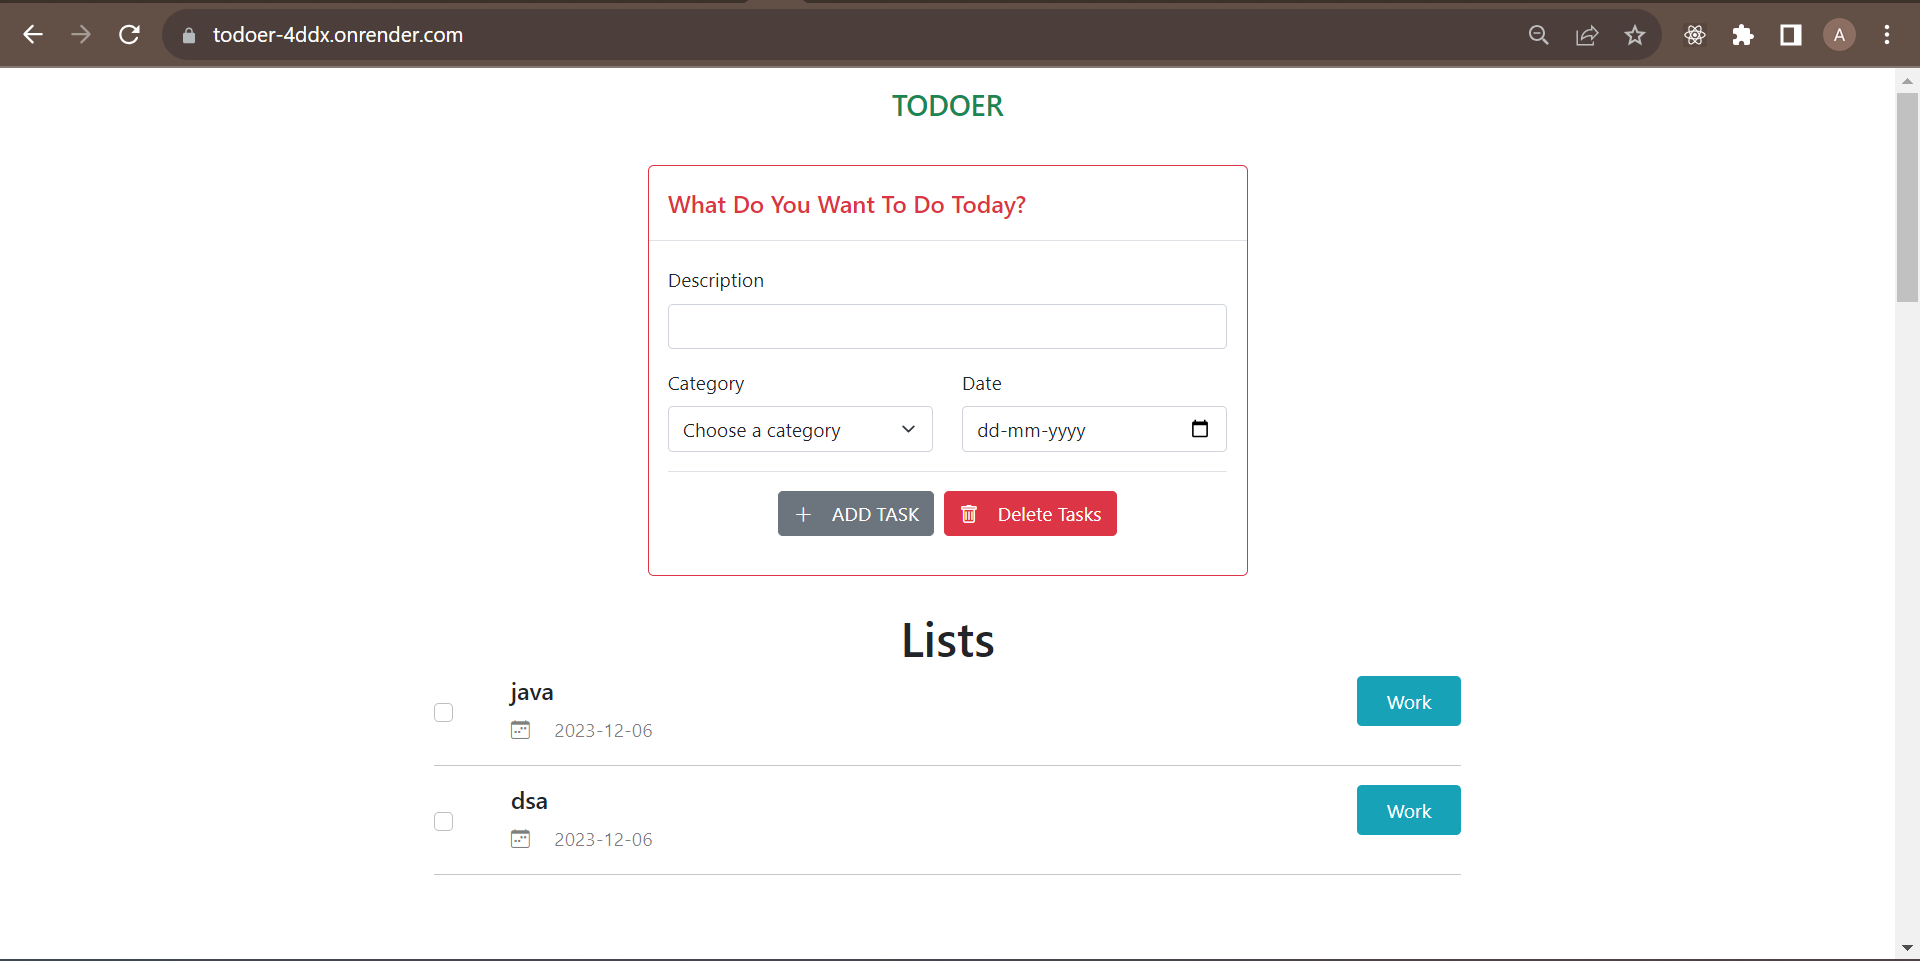 todoer-4ddx.onrender.com
A
TODOER
What Do You Want To Do Today?
Description
Category Date
Choose a category dd-mm-yyyy
ADD TASK Delete Tasks
Lists
java Work
2023-12-06
dsa Work
2023-12-06